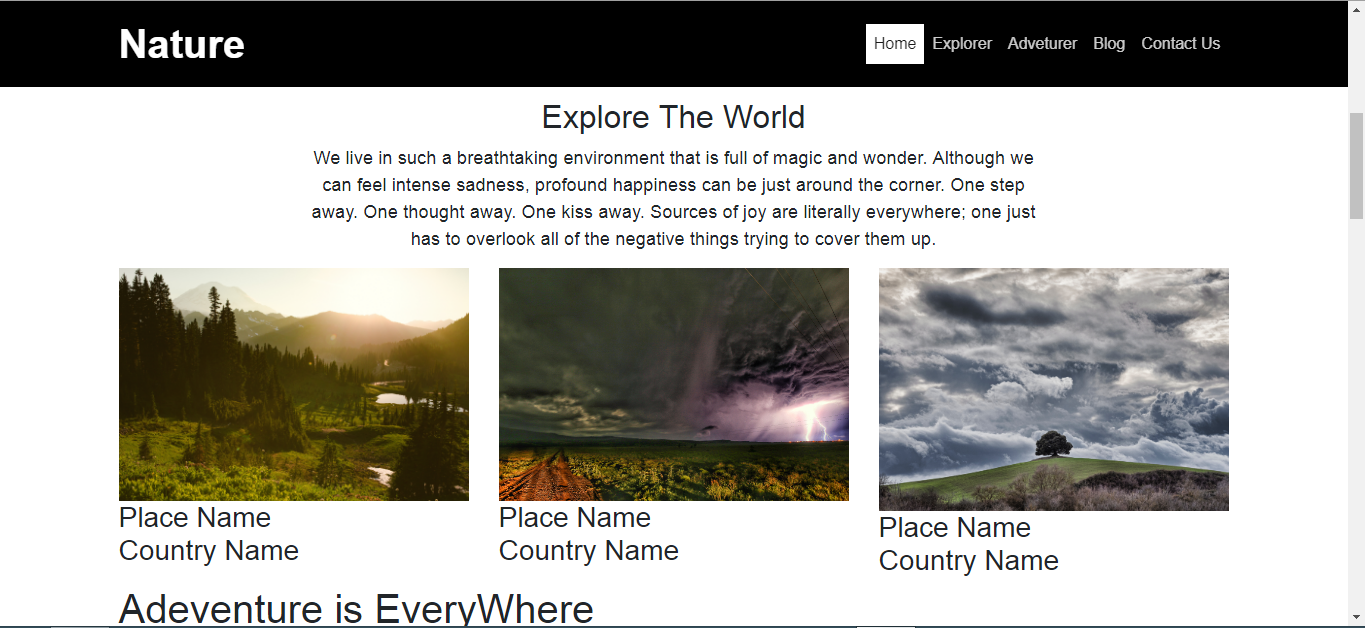 Nature
Home Explorer Adveturer Blog Contact Us
Explore The World
We live in such a breathtaking environment that is full of magic and wonder. Although we
can feel intense sadness, profound happiness can be just around the corner. One step
away. One thought away. One kiss away. Sources of joy are literally everywhere; one just
has to overlook all of the negative things trying to cover them up.
Place Name
Country Name
Place Name
Country Name
Place Name
Country Name
Adeventure is EveryWhere